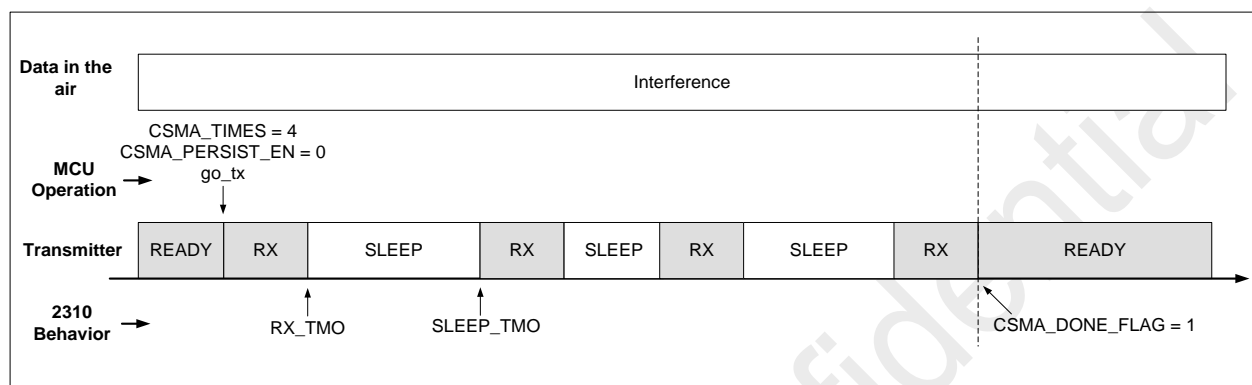 Data in the
air
Interference
CSMA_TIMES = 4
CSMA_PERSIST_EN = 0
go_tx
MCU
Operation
Transmitter
READY
RX
SLEEP
RX
SLEEP
RX
SLEEP
RX
READY
2310
Behavior
RX_TMO
SLEEP_TMO
CSMA_DONE_FLAG = 1